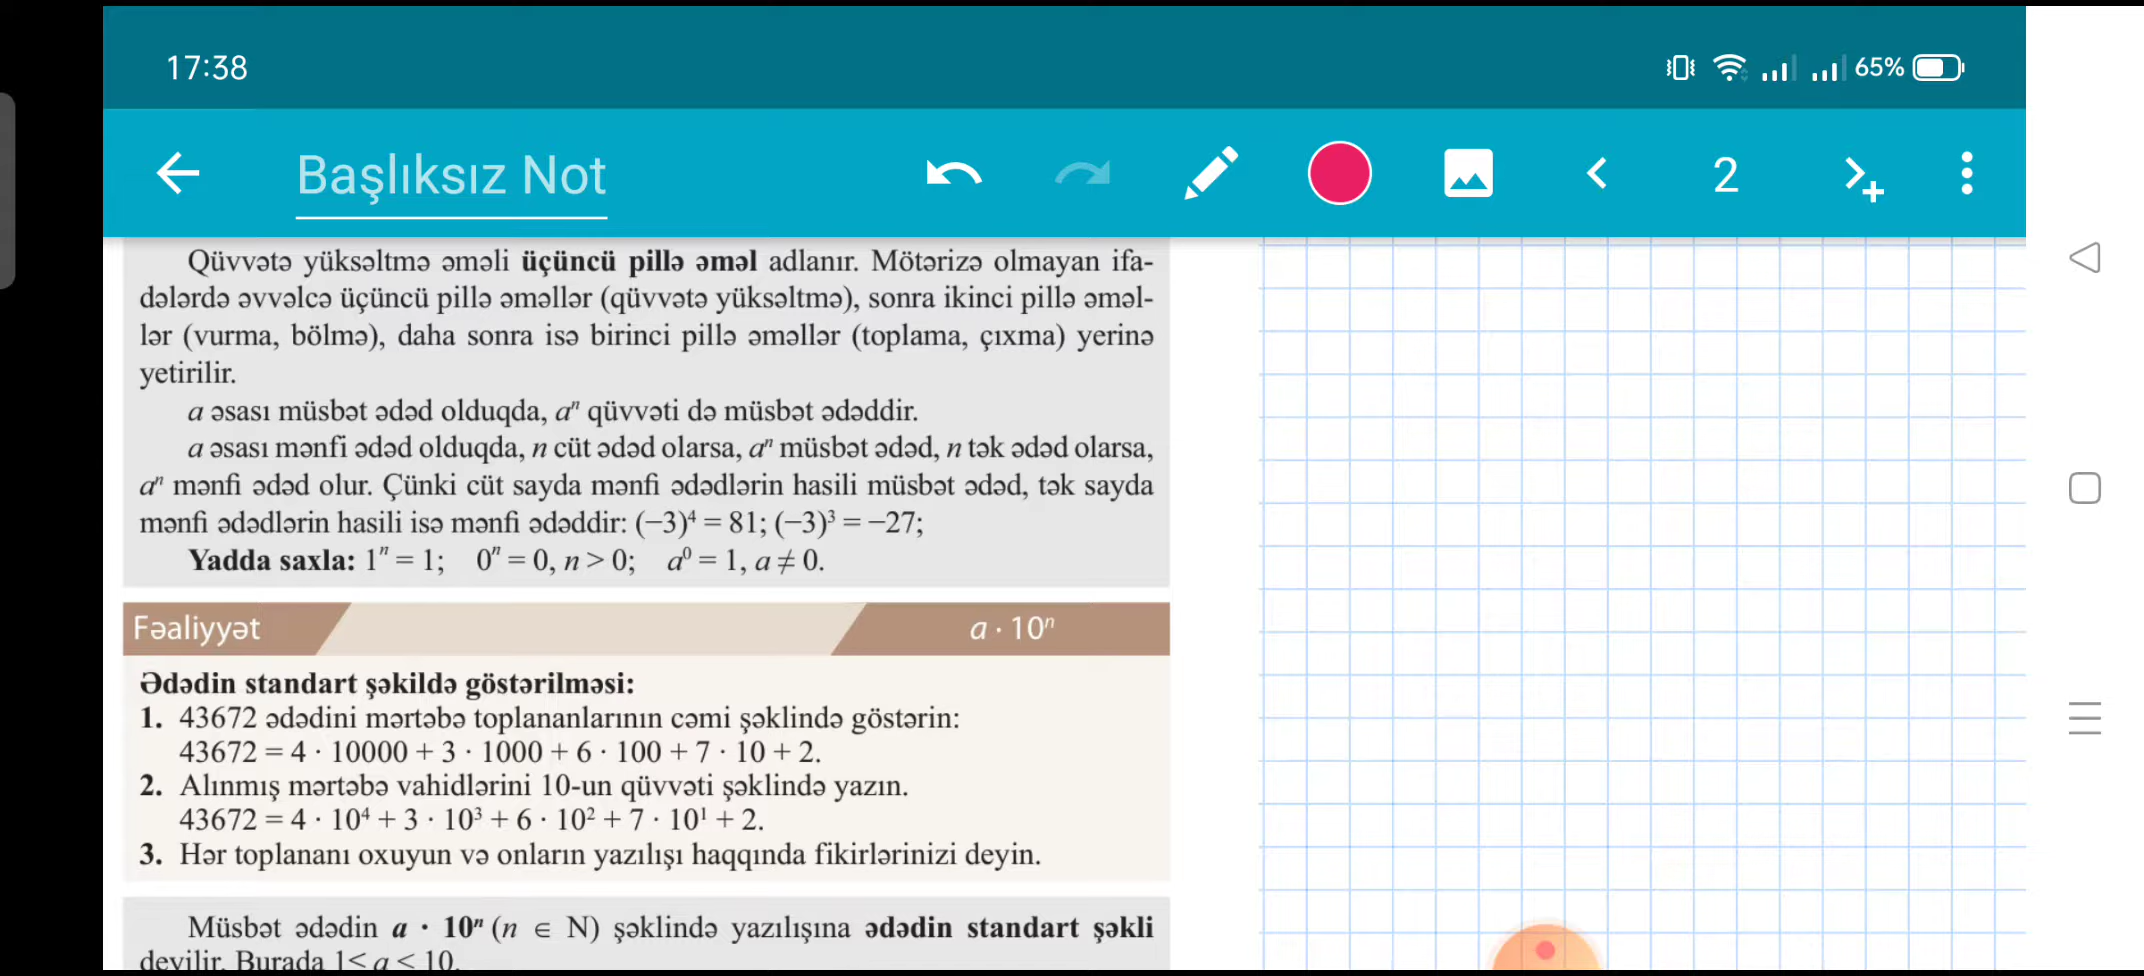 17:38
65%
Başlıksız Not
2
Qüvvətə yüksəltmə əməli üçüncü pillə əməl adlanır. Mötərizə olmayan ifa-
dələrdə əvvəlcə üçüncü pillə əməllər (qüvvətə yüksəltmə), sonra ikinci pillə əməl-
lər (vurma, bölmə), daha sonra isə birinci pillə əməllər (toplama, çıxma) yerinə
yetirilir.
a əsası müsbət ədəd olduqda, aⁿ qüvvəti də müsbət ədəddir.
a əsası mənfi ədəd olduqda, n cüt ədəd olarsa, aⁿ müsbət ədəd, n tək ədəd olarsa,
aⁿ mənfi ədəd olur. Çünki cüt sayda mənfi ədədlərin hasili müsbət ədəd, tək sayda
mənfi ədədlərin hasili isə mənfi ədəddir: (−3)⁴ = 81; (−3)³ = −27;
Yadda saxla: 1ⁿ = 1; 0ⁿ = 0, n > 0; a⁰ = 1, a ≠ 0.
Fəaliyyət
a · 10ⁿ
Ədədin standart şəkildə göstərilməsi:
1. 43672 ədədini mərtəbə toplananlarının cəmi şəklində göstərin:
43672 = 4 · 10000 + 3 · 1000 + 6 · 100 + 7 · 10 + 2.
2. Alınmış mərtəbə vahidlərini 10-un qüvvəti şəklində yazın.
43672 = 4 · 10⁴ + 3 · 10³ + 6 · 10² + 7 · 10¹ + 2.
3. Hər toplananı oxuyun və onların yazılışı haqqında fikirlərinizi deyin.
Müsbət ədədin a · 10ⁿ (n ∈ N) şəklində yazılışına ədədin standart şəkli
deyilir. Burada 1< a < 10.